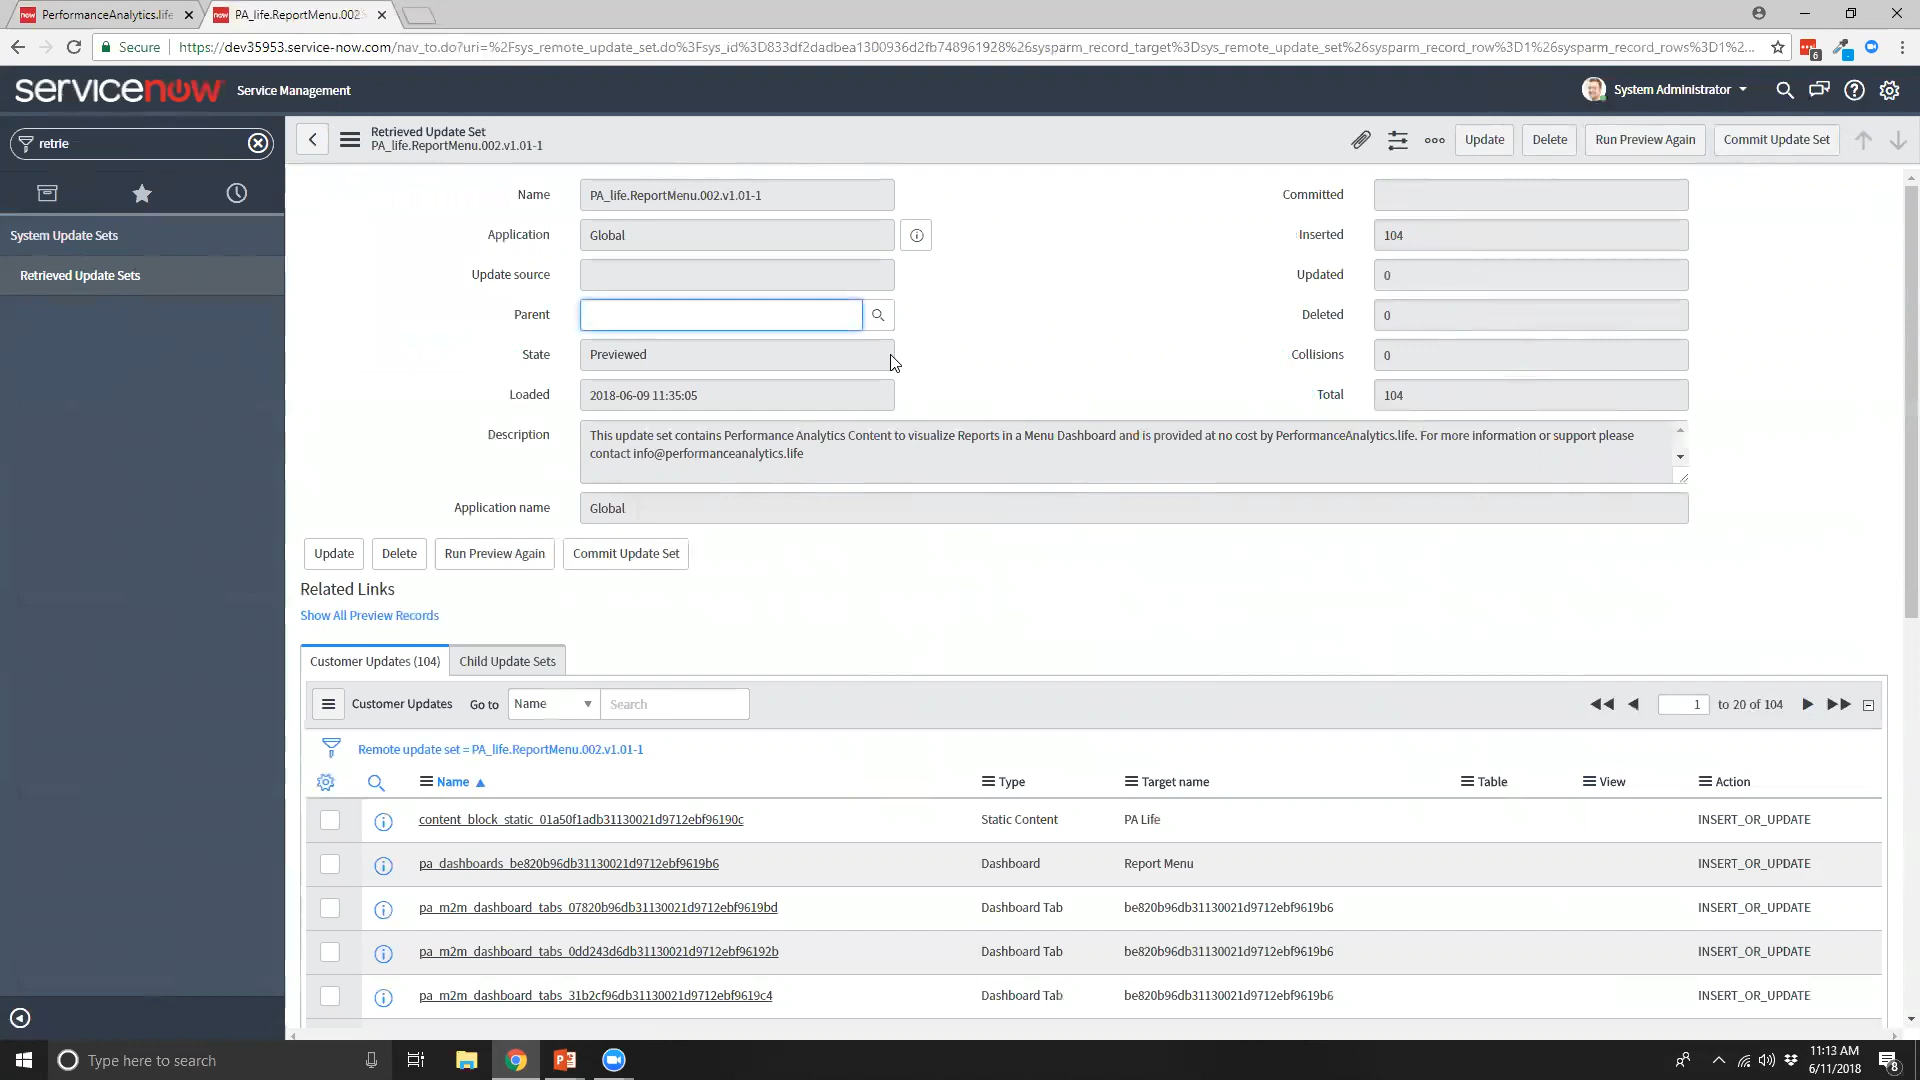 PerformanceAnalytics.life
PA_life.ReportMenu.002
Secure
https://dev35953.service-now.com/nav_to.do?uri=%2Fsys_remote_update_set.do%3Fsys_id%3D833df2dadbea1300936d2fb748961928%26sysparm_record_target%3Dsys_remote_update_set%26sysparm_record_row%3D1%26sysparm_record_rows%3D1%2...
6
servicenow
Service Management
System Administrator
retrie
Retrieved Update Set
PA_life.ReportMenu.002.v1.01-1
Update
Delete
Run Preview Again
Commit Update Set
System Update Sets
Retrieved Update Sets
Name
PA_life.ReportMenu.002.v1.01-1
Committed
Application
Global
Inserted
104
Update source
Updated
0
Parent
Deleted
0
State
Previewed
Collisions
0
Loaded
2018-06-09 11:35:05
Total
104
Description
This update set contains Performance Analytics Content to visualize Reports in a Menu Dashboard and is provided at no cost by PerformanceAnalytics.life. For more information or support please
contact info@performanceanalytics.life
Application name
Global
Update
Delete
Run Preview Again
Commit Update Set
Related Links
Show All Preview Records
Customer Updates (104)
Child Update Sets
Customer Updates
Go to
Name
Search
1
to 20 of 104
Remote update set = PA_life.ReportMenu.002.v1.01-1
Name
Type
Target name
Table
View
Action
content_block_static_01a50f1adb31130021d9712ebf96190c
Static Content
PA Life
INSERT_OR_UPDATE
pa_dashboards_be820b96db31130021d9712ebf9619b6
Dashboard
Report Menu
INSERT_OR_UPDATE
pa_m2m_dashboard_tabs_07820b96db31130021d9712ebf9619bd
Dashboard Tab
be820b96db31130021d9712ebf9619b6
INSERT_OR_UPDATE
pa_m2m_dashboard_tabs_0dd243d6db31130021d9712ebf96192b
Dashboard Tab
be820b96db31130021d9712ebf9619b6
INSERT_OR_UPDATE
pa_m2m_dashboard_tabs_31b2cf96db31130021d9712ebf9619c4
Dashboard Tab
be820b96db31130021d9712ebf9619b6
INSERT_OR_UPDATE
Type here to search
11:13 AM
6/11/2018
8